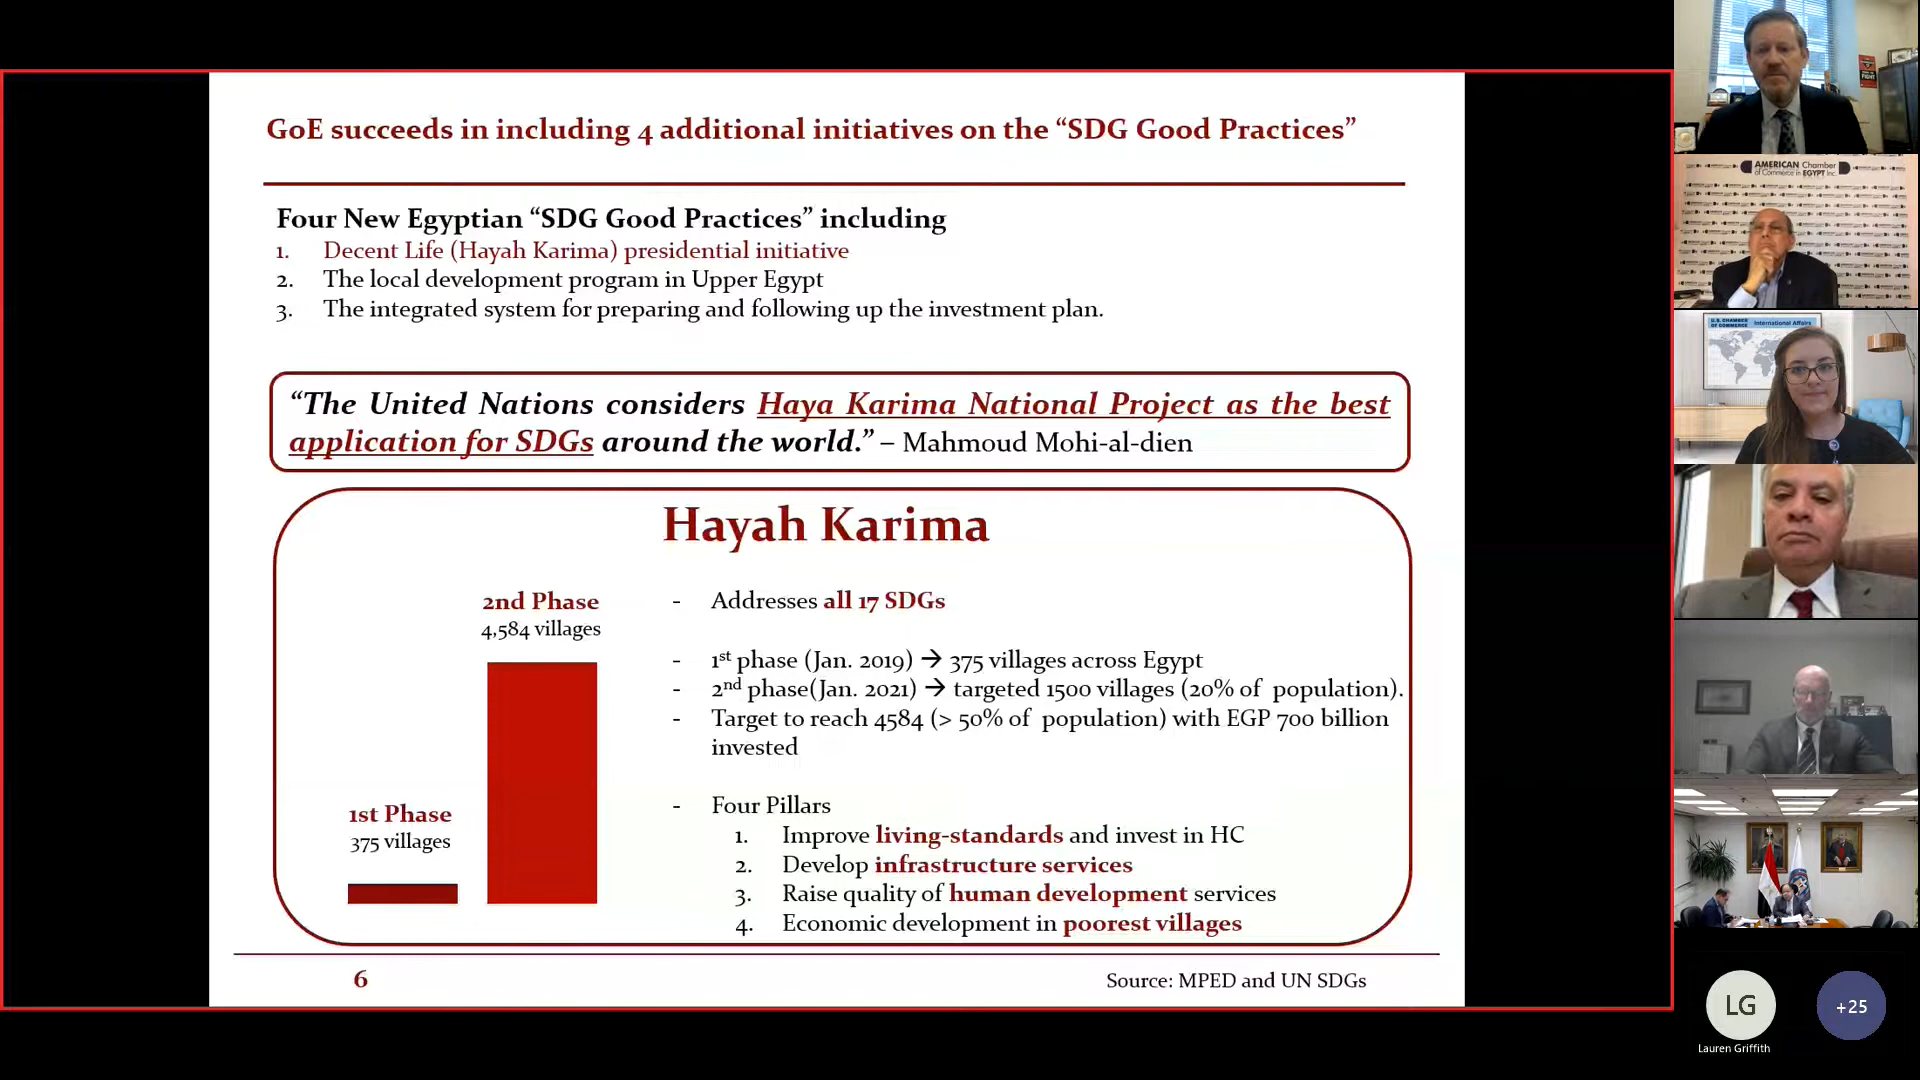 GoE succeeds in including 4 additional initiatives on the “SDG Good Practices”
Four New Egyptian “SDG Good Practices” including
1. Decent Life (Hayah Karima) presidential initiative
2. The local development program in Upper Egypt
3. The integrated system for preparing and following up the investment plan.
“The United Nations considers Haya Karima National Project as the best
application for SDGs around the world.” – Mahmoud Mohi-al-dien
Hayah Karima
2nd Phase
4,584 villages
1st Phase
375 villages
- Addresses all 17 SDGs
- 1st phase (Jan. 2019) → 375 villages across Egypt
- 2nd phase(Jan. 2021) → targeted 1500 villages (20% of population).
- Target to reach 4584 (> 50% of population) with EGP 700 billion
invested
- Four Pillars
1. Improve living-standards and invest in HC
2. Develop infrastructure services
3. Raise quality of human development services
4. Economic development in poorest villages
6
Source: MPED and UN SDGs
FIGHT
AMERICAN Chamber
of Commerce in EGYPT Inc.
U.S. CHAMBER
OF COMMERCE
International Affairs
LG
+25
Lauren Griffith